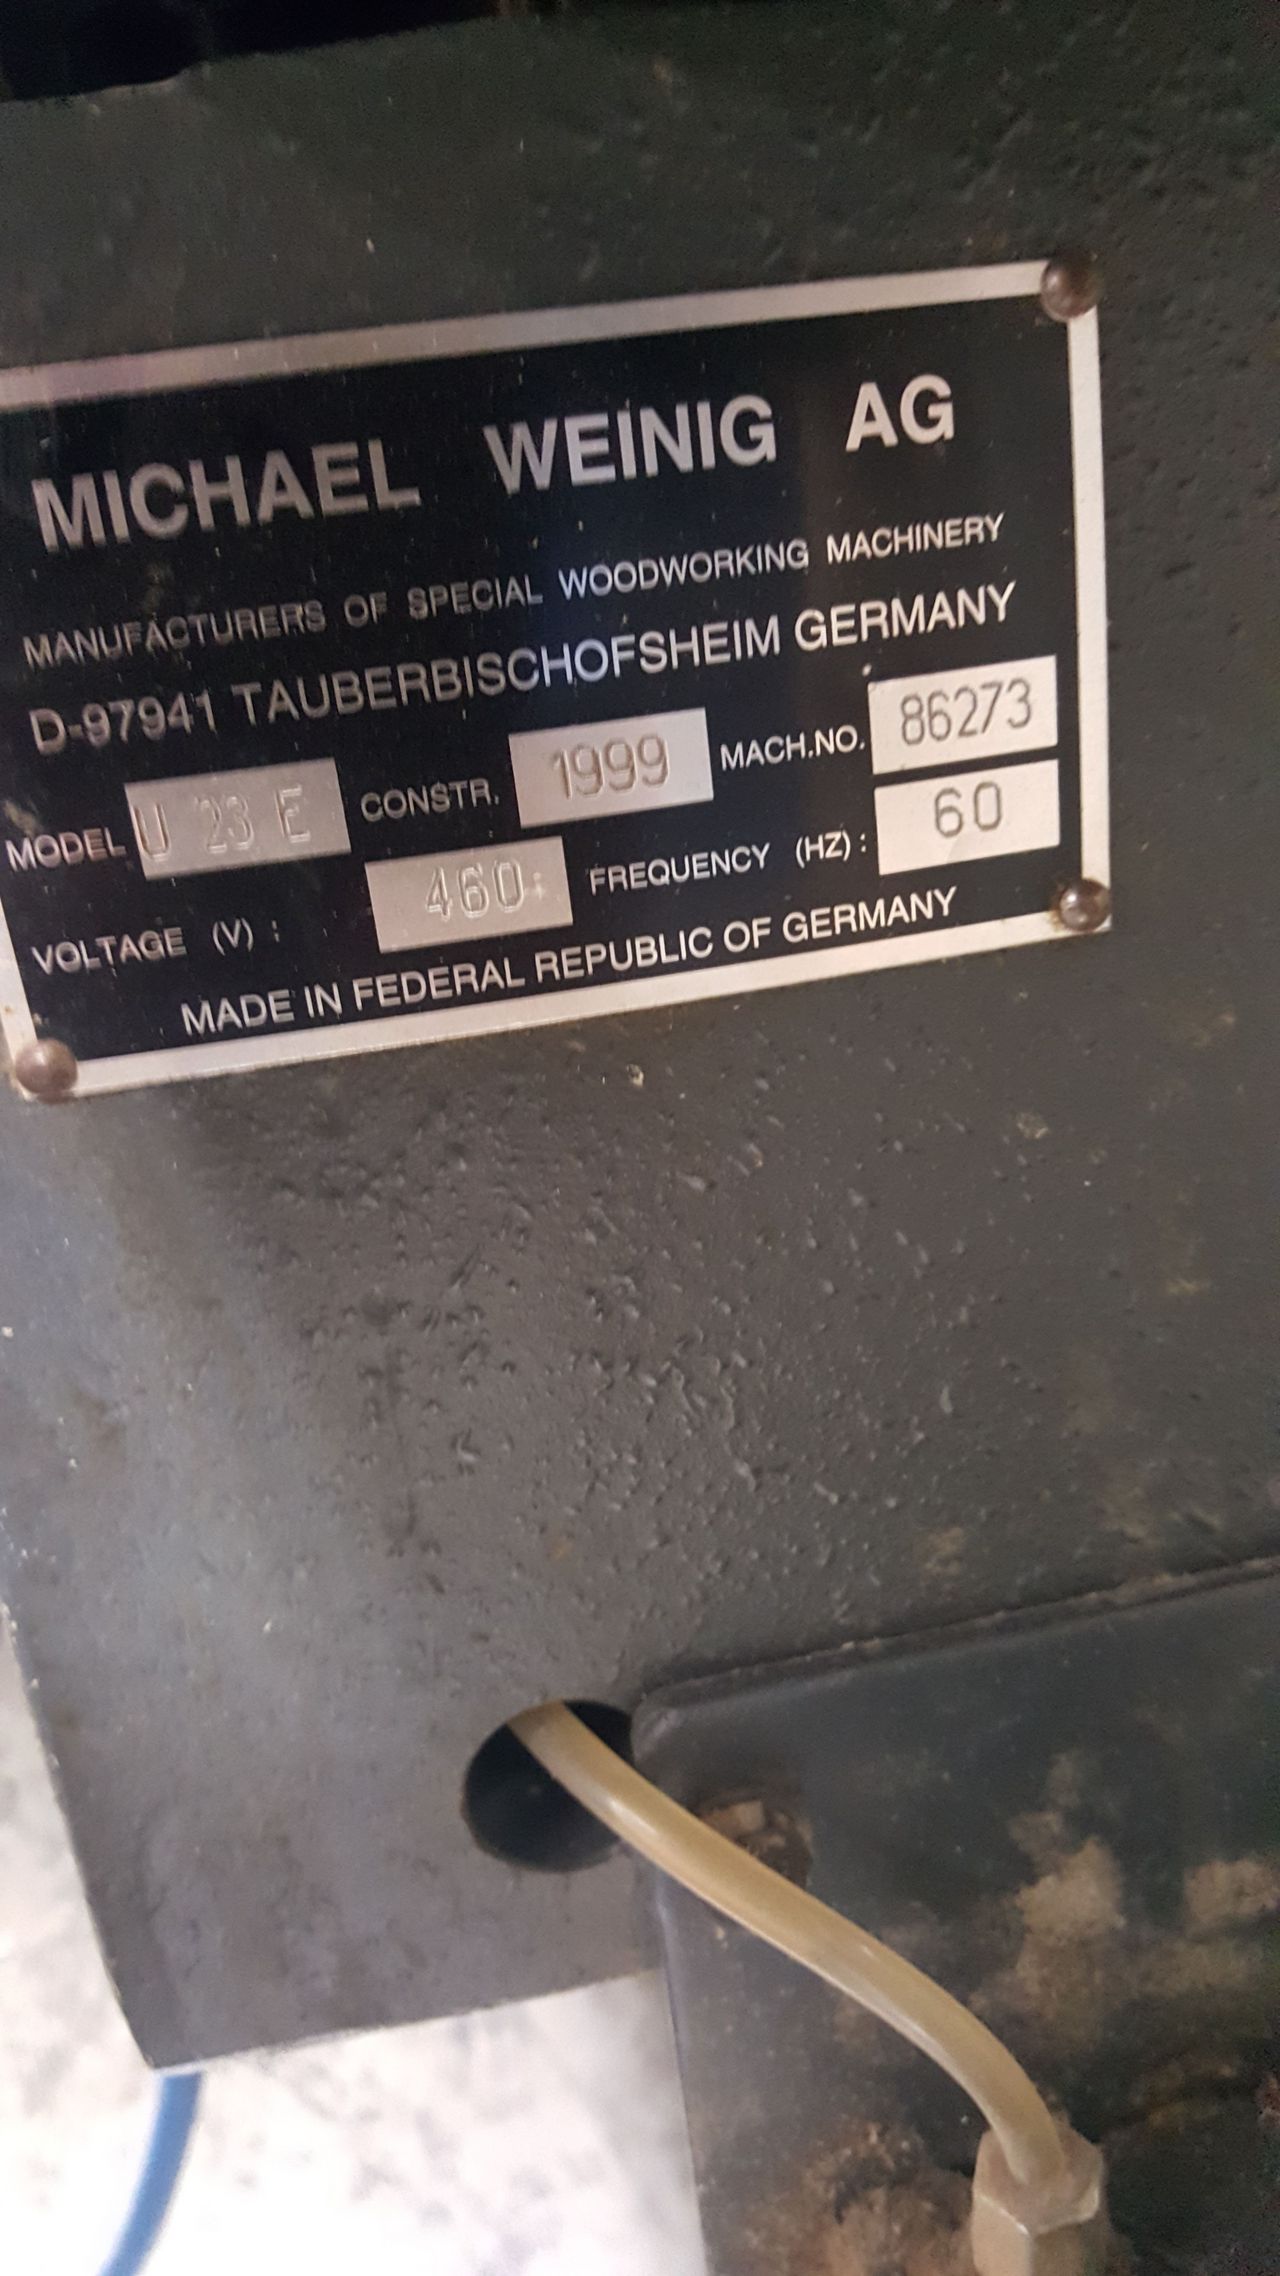 MICHAEL WEINIG AG
MANUFACTURERS OF SPECIAL WOODWORKING MACHINERY
D-97941 TAUBERBISCHOFSHEIM GERMANY
MODEL U 23 E CONSTR. 1999 MACH.NO. 86273
VOLTAGE (V) : 460 FREQUENCY (HZ) : 60
MADE IN FEDERAL REPUBLIC OF GERMANY